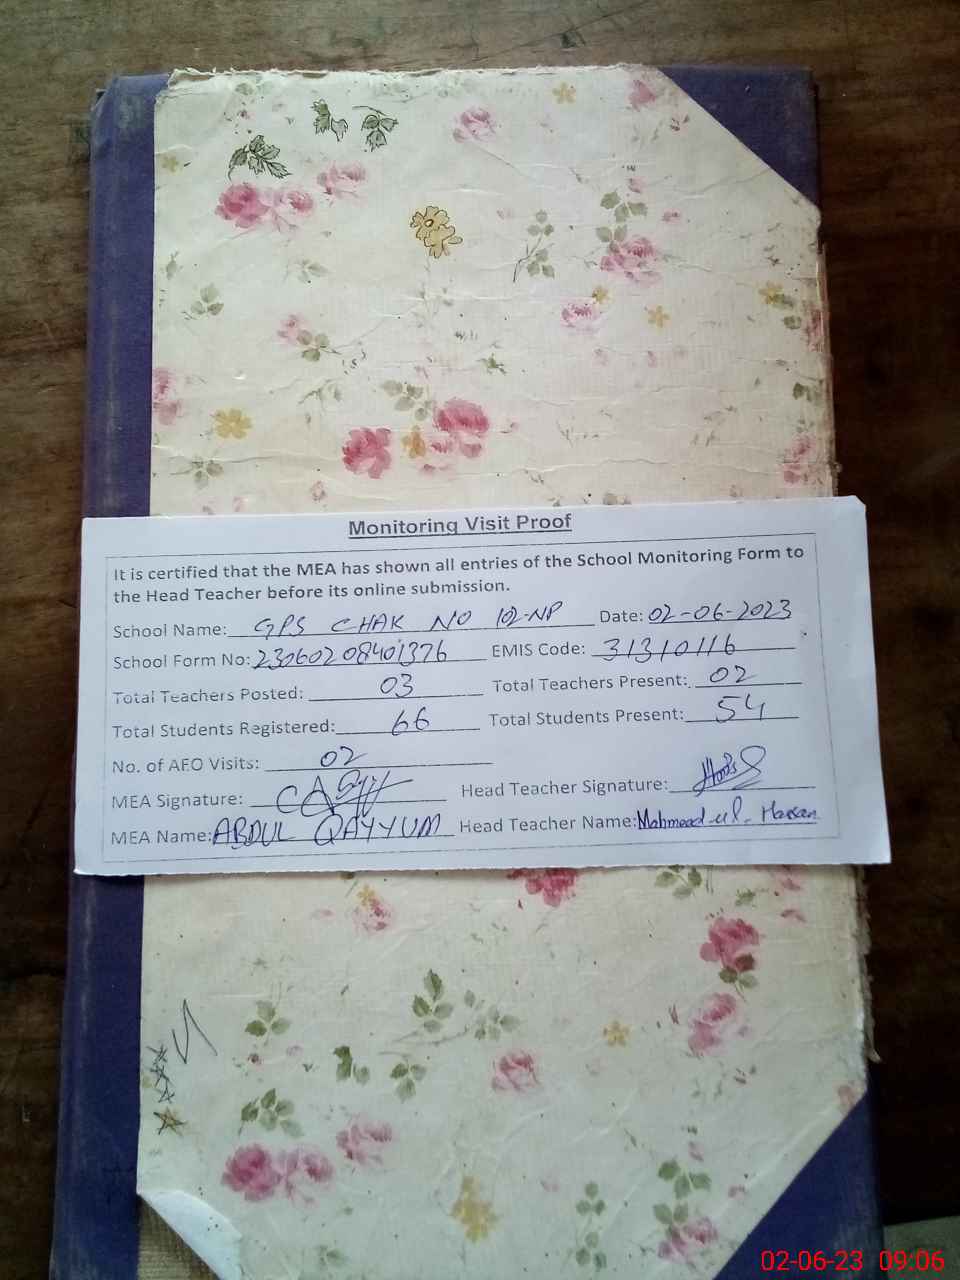 Monitoring Visit Proof
It is certified that the MEA has shown all entries of the School Monitoring Form to
the Head Teacher before its online submission.
School Name: GPS CHAK NO 102-NP Date: 02-06-2023
School Form No: 23060208401376 EMIS Code: 31310116
Total Teachers Posted: 03 Total Teachers Present: 02
Total Students Registered: 66 Total Students Present: 54
No. of AEO Visits: 02
MEA Signature: Head Teacher Signature:
MEA Name: ABDUL QAYYUM Head Teacher Name: Mahmood-ul-Hassan
02-06-23 09:06